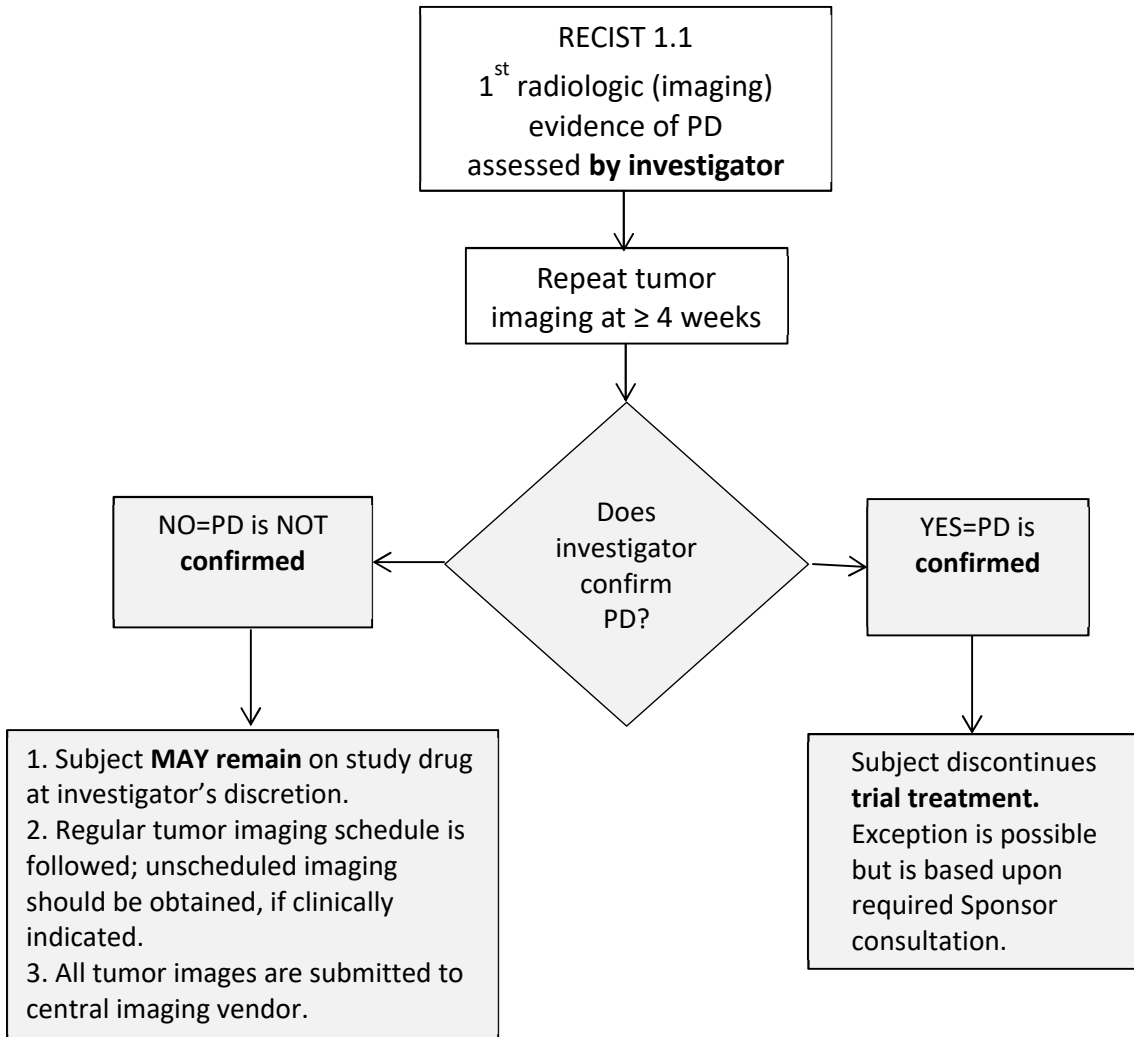 RECIST 1.1
1st radiologic (imaging)
evidence of PD
assessed by investigator
Repeat tumor
imaging at ≥ 4 weeks
Does
investigator
confirm
PD?
NO=PD is NOT
confirmed
YES=PD is
confirmed
1. Subject MAY remain on study drug
at investigator’s discretion.
2. Regular tumor imaging schedule is
followed; unscheduled imaging
should be obtained, if clinically
indicated.
3. All tumor images are submitted to
central imaging vendor.
Subject discontinues
trial treatment.
Exception is possible
but is based upon
required Sponsor
consultation.